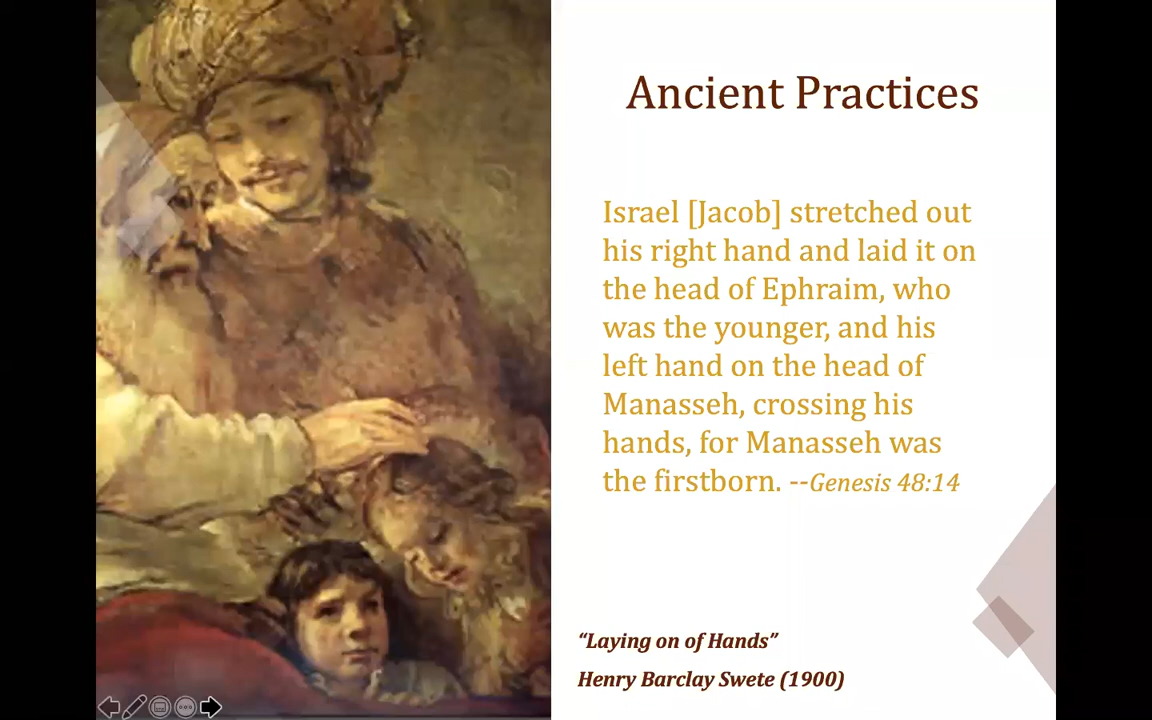 Ancient Practices
Israel [Jacob] stretched out
his right hand and laid it on
the head of Ephraim, who
was the younger, and his
left hand on the head of
Manasseh, crossing his
hands, for Manasseh was
the firstborn. --Genesis 48:14
“Laying on of Hands”
Henry Barclay Swete (1900)